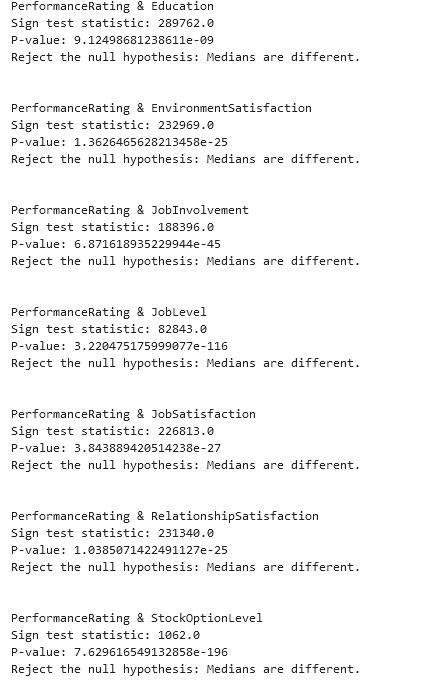 PerformanceRating & Education
Sign test statistic: 289762.0
P-value: 9.12498681238611e-09
Reject the null hypothesis: Medians are different.
PerformanceRating & EnvironmentSatisfaction
Sign test statistic: 232969.0
P-value: 1.3626465628213458e-25
Reject the null hypothesis: Medians are different.
PerformanceRating & JobInvolvement
Sign test statistic: 188396.0
P-value: 6.871618935229944e-45
Reject the null hypothesis: Medians are different.
PerformanceRating & JobLevel
Sign test statistic: 82843.0
P-value: 3.220475175999077e-116
Reject the null hypothesis: Medians are different.
PerformanceRating & JobSatisfaction
Sign test statistic: 226813.0
P-value: 3.843889420514238e-27
Reject the null hypothesis: Medians are different.
PerformanceRating & RelationshipSatisfaction
Sign test statistic: 231340.0
P-value: 1.0385071422491127e-25
Reject the null hypothesis: Medians are different.
PerformanceRating & StockOptionLevel
Sign test statistic: 1062.0
P-value: 7.629616549132858e-196
Reject the null hypothesis: Medians are different.